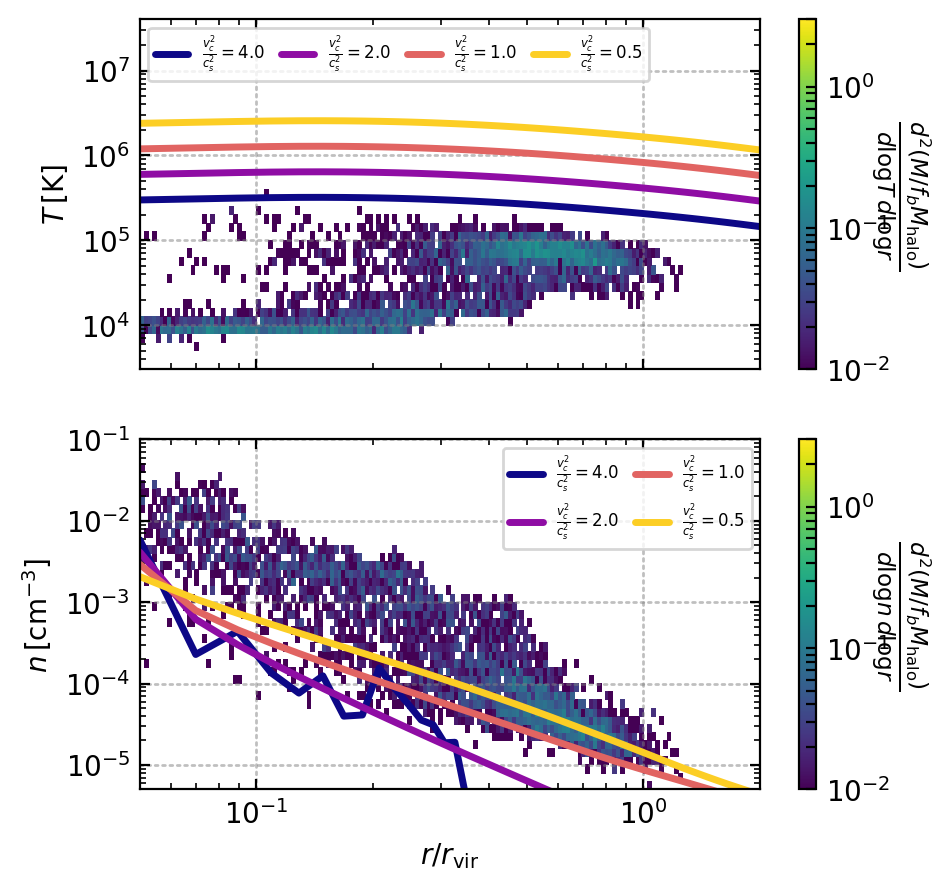 v_c^2/c_s^2 = 4.0 v_c^2/c_s^2 = 2.0 v_c^2/c_s^2 = 1.0 v_c^2/c_s^2 = 0.5
10^7
10^6
10^5
10^4
T [K]
10^0
10^-1
10^-2
d^2(M/f_b M_halo)
dlogT dlogr
v_c^2/c_s^2 = 4.0 v_c^2/c_s^2 = 1.0
v_c^2/c_s^2 = 2.0 v_c^2/c_s^2 = 0.5
10^-1
10^-2
10^-3
10^-4
10^-5
n [cm^-3]
10^-1 10^0
r/r_vir
10^0
10^-1
10^-2
d^2(M/f_b M_halo)
dlogn dlogr